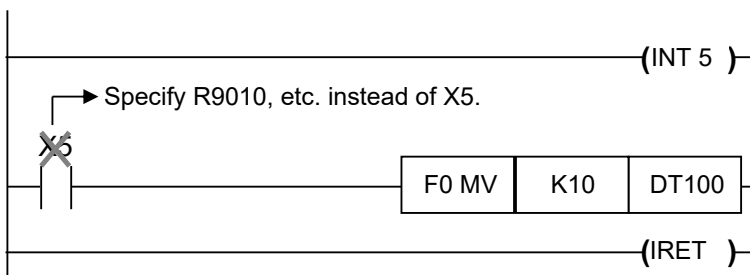 (INT 5 )
Specify R9010, etc. instead of X5.
X5
F0 MV K10 DT100
(IRET )